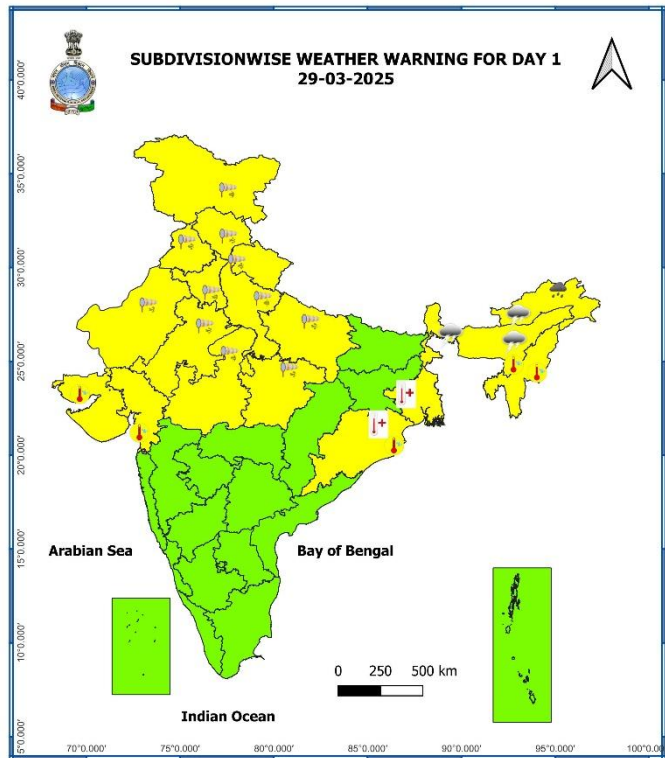 SUBDIVISIONWISE WEATHER WARNING FOR DAY 1
29-03-2025
40°0.000'
35°0.000'
30°0.000'
25°0.000'
20°0.000'
15°0.000'
10°0.000'
5°0.000'
Arabian Sea
Bay of Bengal
0 250 500 km
Indian Ocean
70°0.000' 75°0.000' 80°0.000' 85°0.000' 90°0.000' 95°0.000' 100°0.000'